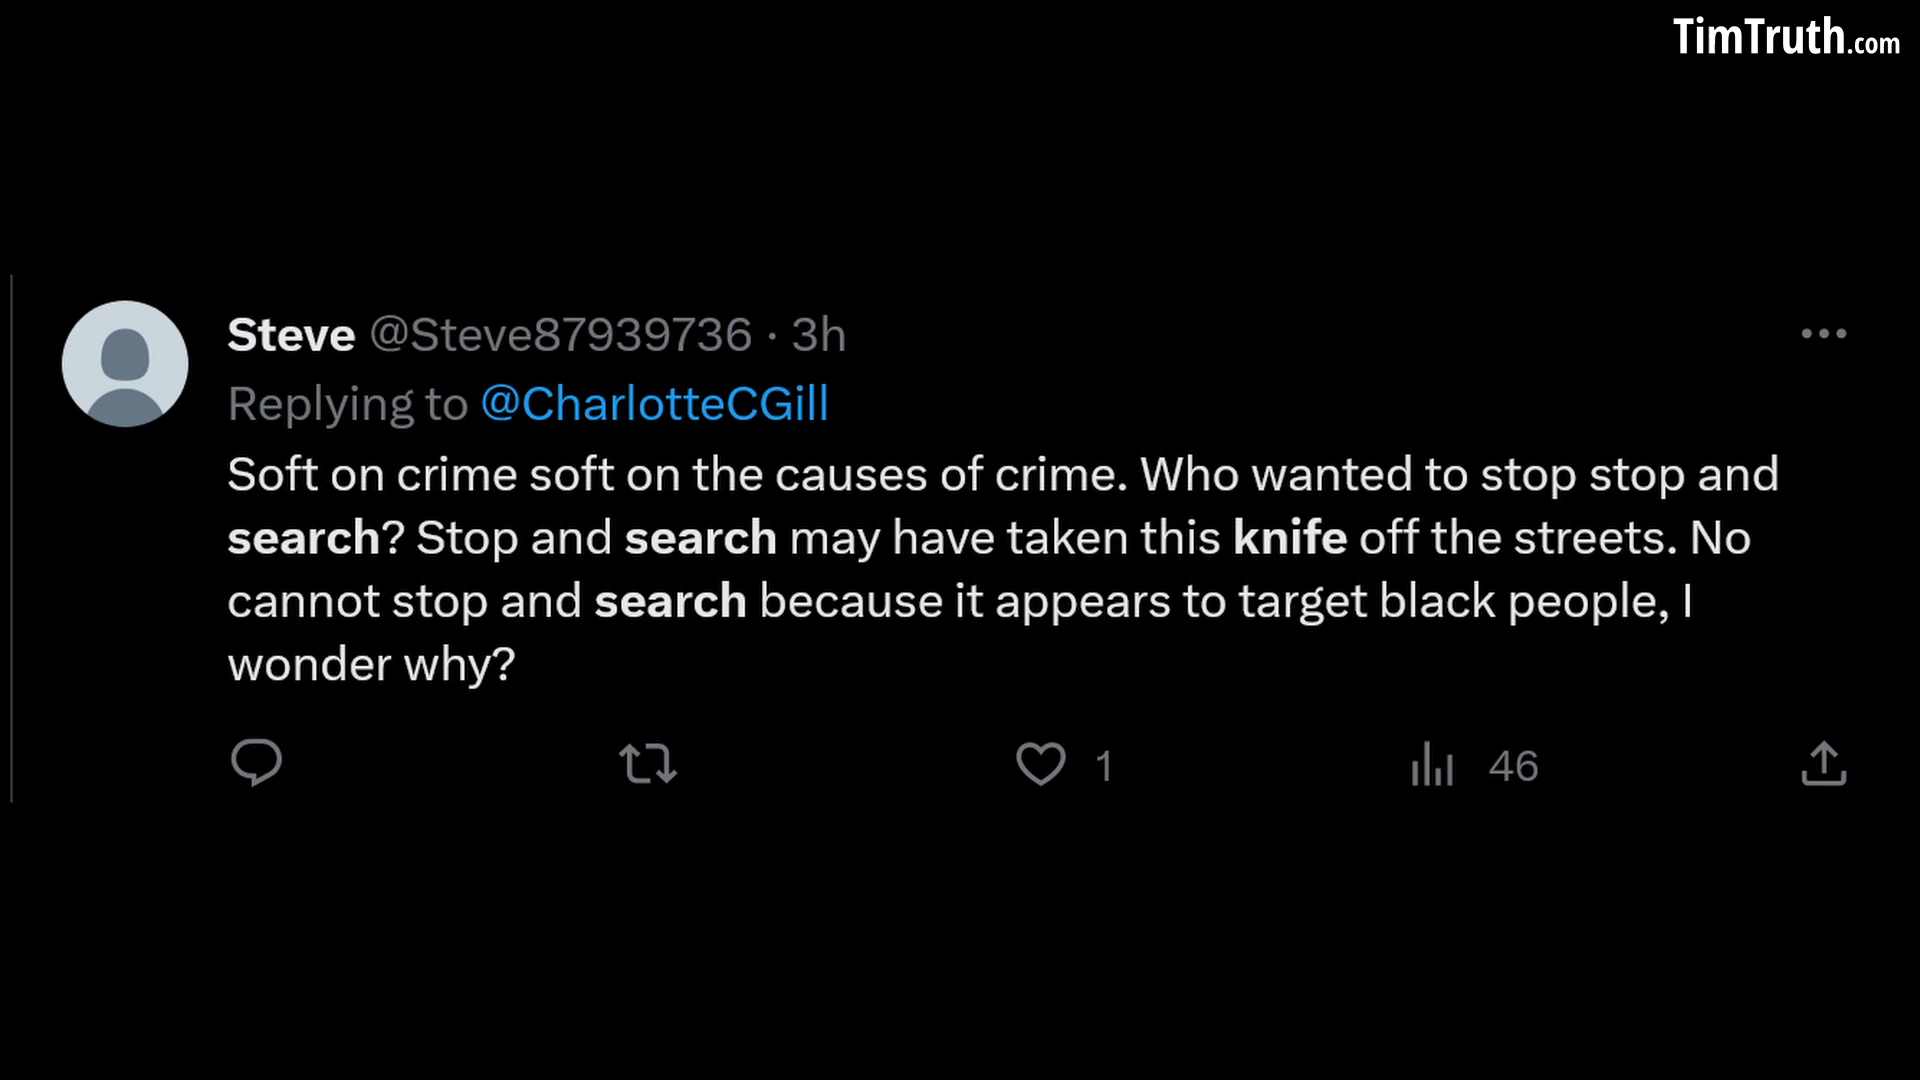 TimTruth.com
Steve @Steve87939736 · 3h
Replying to @CharlotteCGill
Soft on crime soft on the causes of crime. Who wanted to stop stop and
search? Stop and search may have taken this knife off the streets. No
cannot stop and search because it appears to target black people, I
wonder why?
1 46